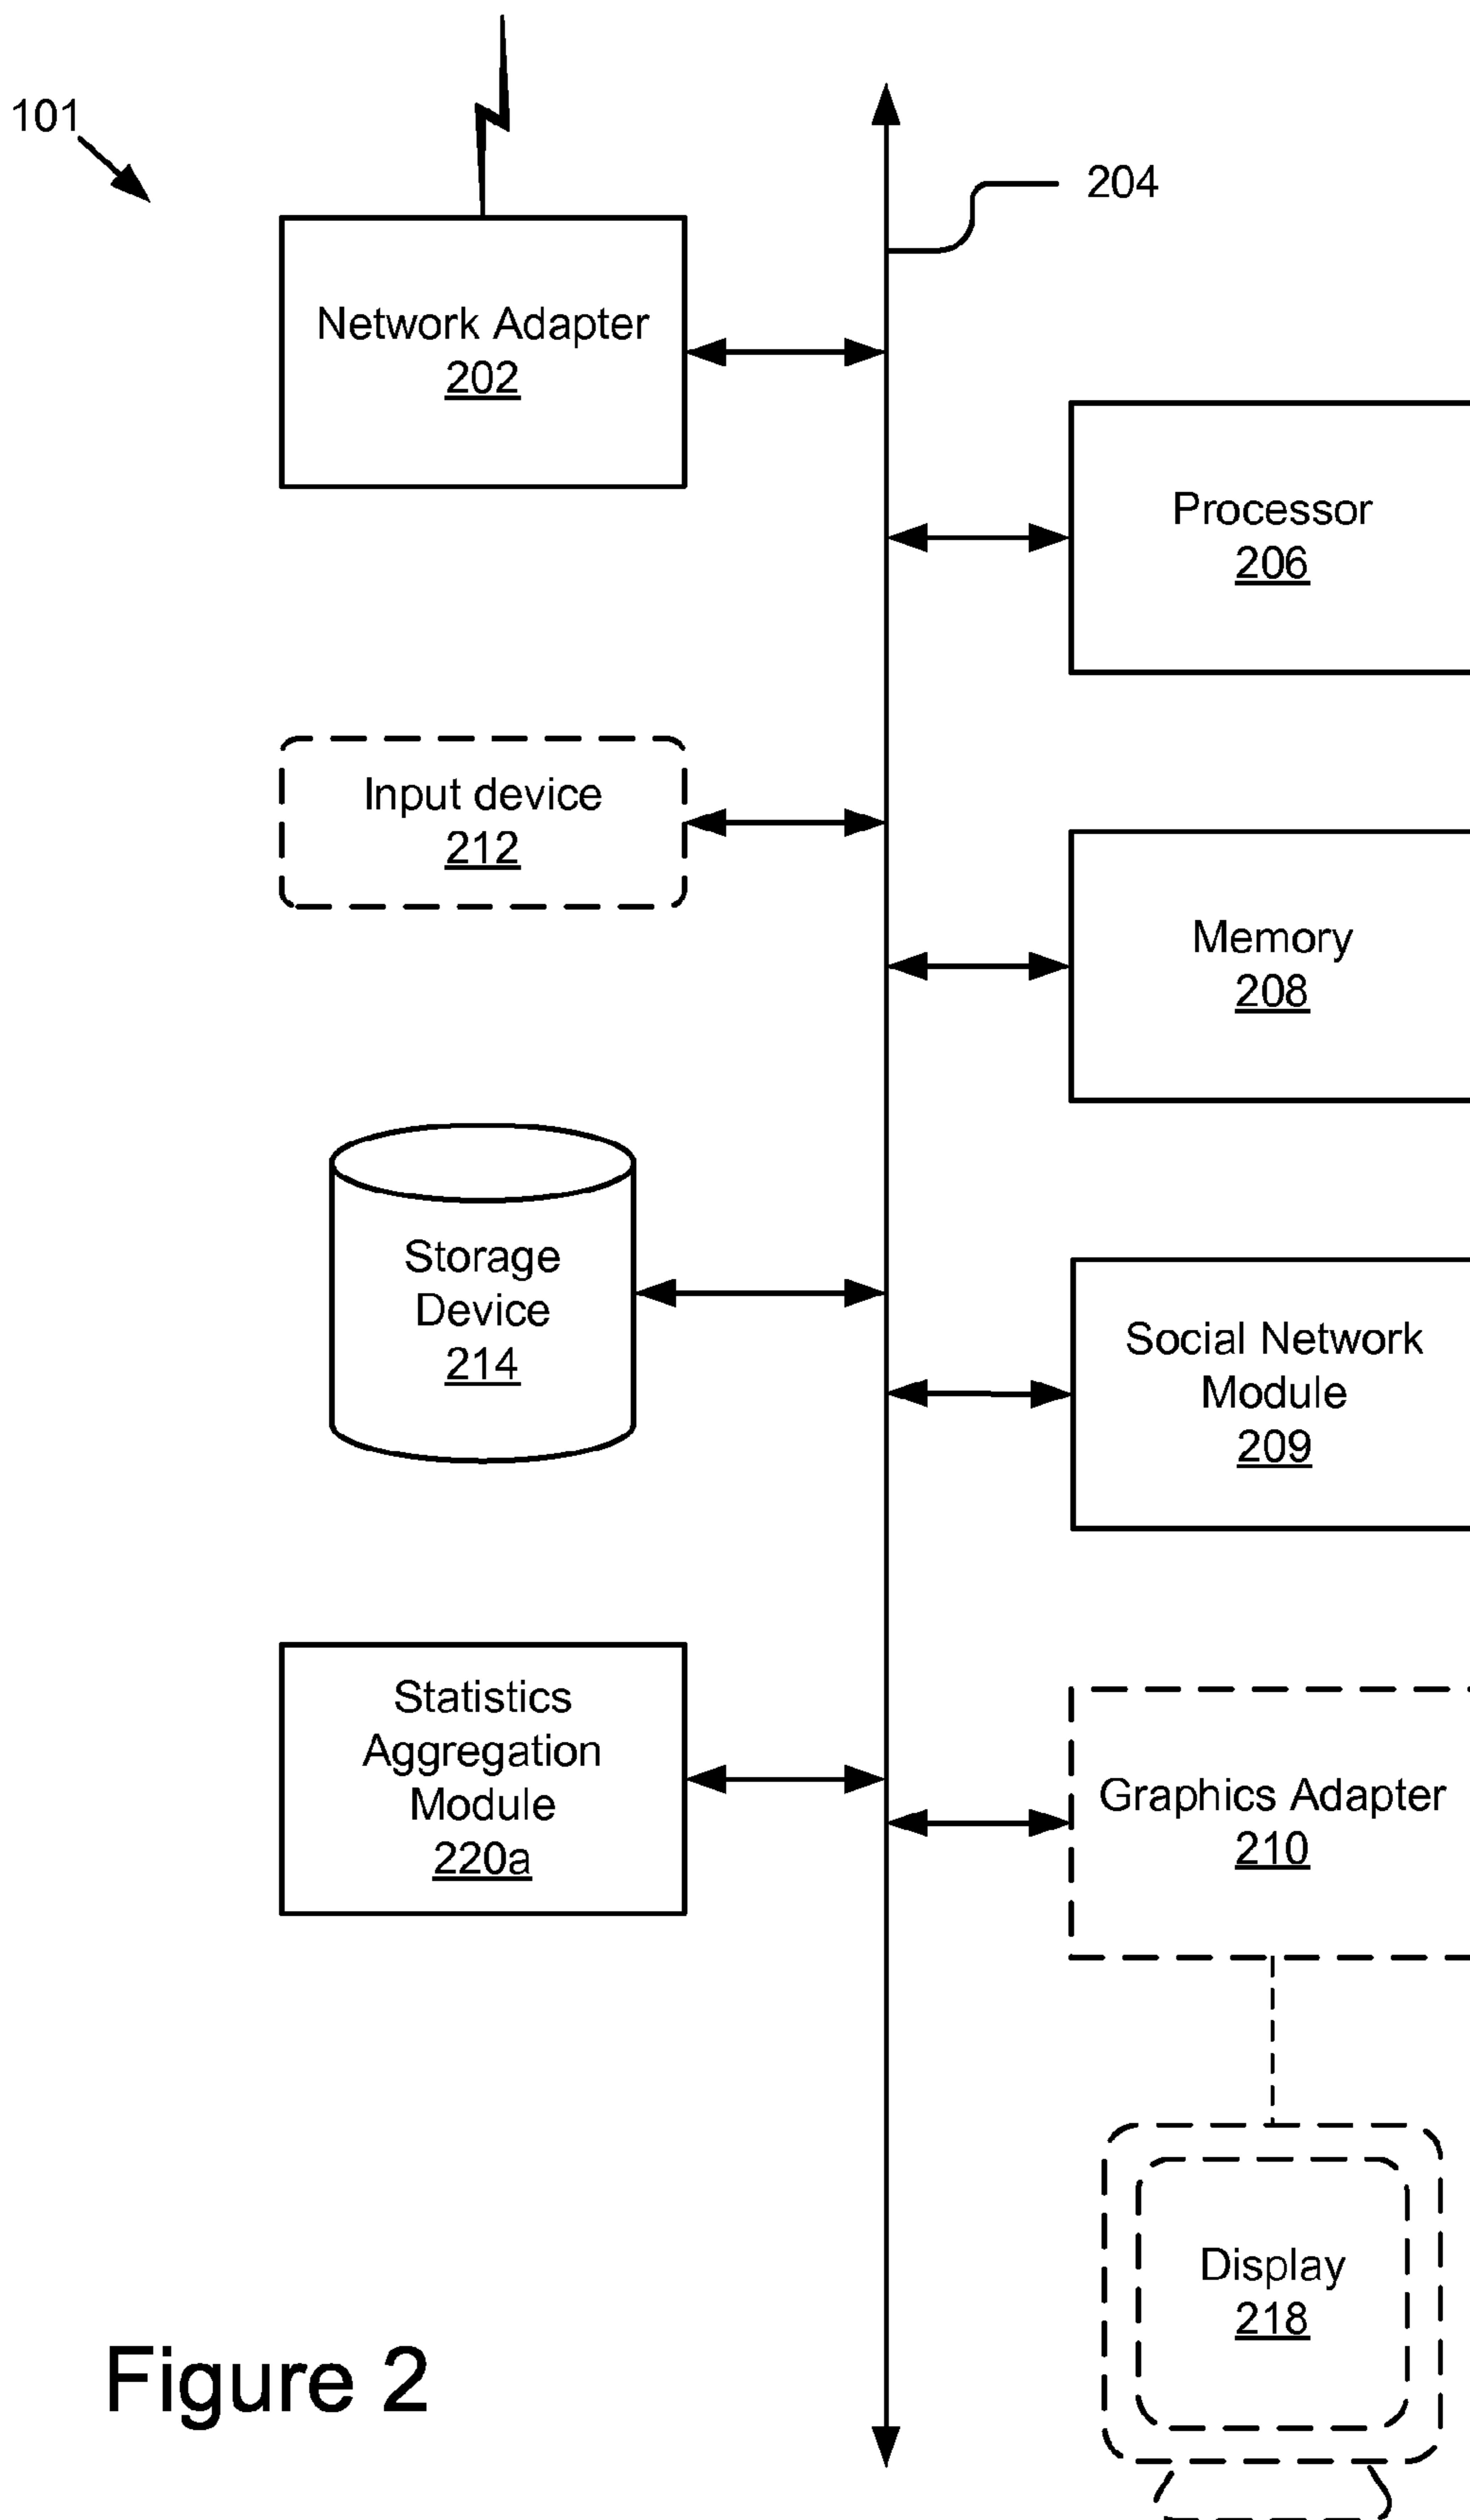 101
204
Network Adapter
202
Processor
206
Input device
212
Memory
208
Storage
Device
214
Social Network
Module
209
Statistics
Aggregation
Module
220a
Graphics Adapter
210
Display
218
Figure 2